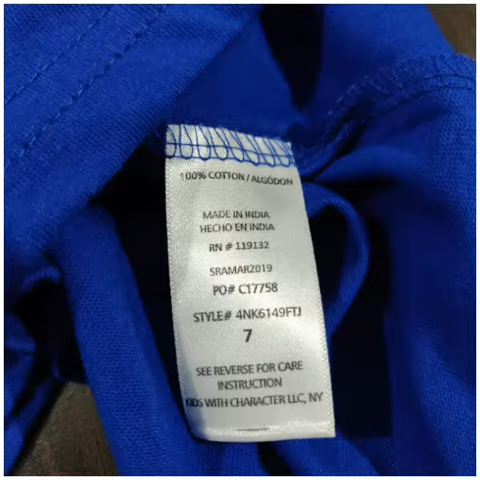 100% COTTON / ALGÓDON
MADE IN INDIA
HECHO EN INDIA
RN # 119132
SRAMAR2019
PO# C17758
STYLE# 4NK6149FTJ
7
SEE REVERSE FOR CARE
INSTRUCTION
KIDS WITH CHARACTER LLC, NY